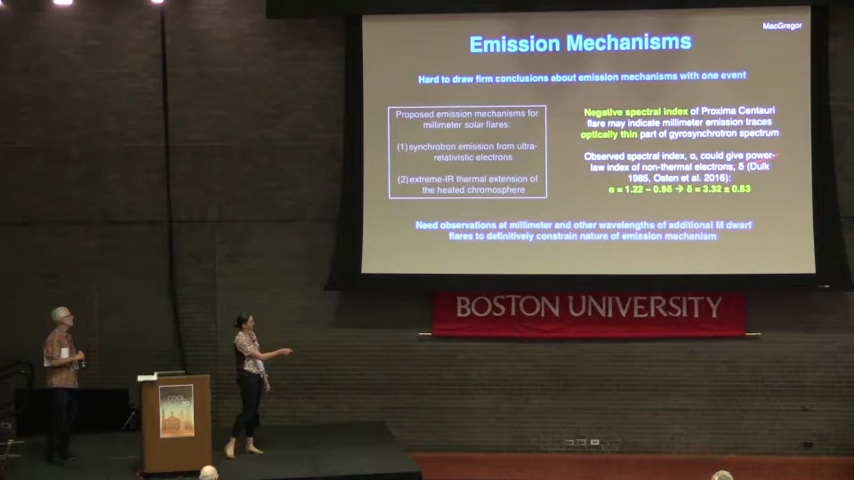 MacGregor
Emission Mechanisms
Hard to draw firm conclusions about emission mechanisms with one event
Proposed emission mechanisms for
millimeter solar flares:
(1) synchrotron emission from ultra-
relativistic electrons
(2) extreme-IR thermal extension of
the heated chromosphere
Negative spectral index of Proxima Centauri
flare may indicate millimeter emission traces
optically thin part of gyrosynchrotron spectrum
Observed spectral index, α, could give power-
law index of non-thermal electrons, δ (Dulk
1985, Osten et al. 2016):
α = 1.22 – 0.9δ → δ = 3.32 ± 0.83
Need observations at millimeter and other wavelengths of additional M dwarf
flares to definitively constrain nature of emission mechanism
BOSTON UNIVERSITY
COOL